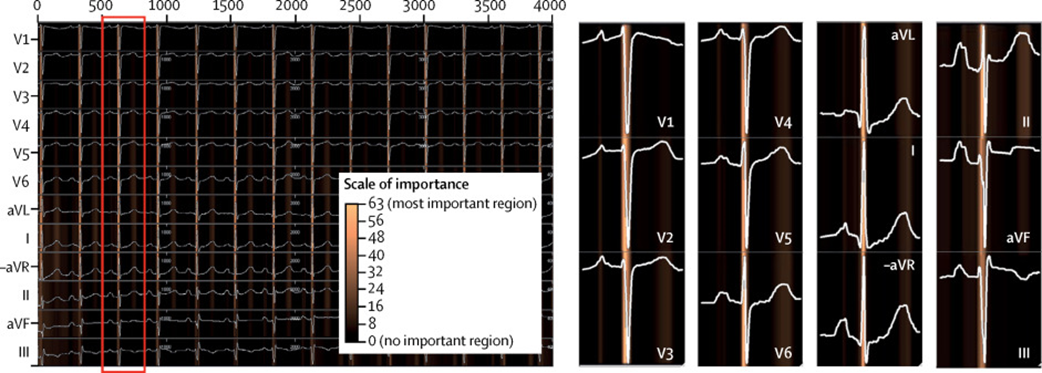 0 500 1000 1500 2000 2500 3000 3500 4000
V1
V2
V3
V4
V5
V6
aVL
I
–aVR
II
aVF
III
Scale of importance
63 (most important region)
56
48
40
32
24
16
8
0 (no important region)
V1
V2
V3
V4
V5
V6
aVL
I
–aVR
II
aVF
III